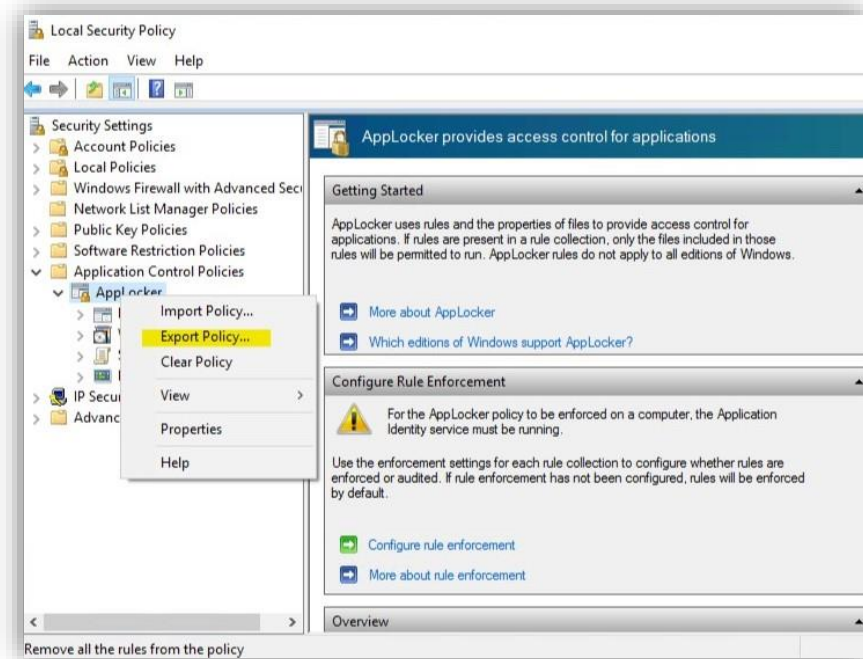 Local Security Policy
File Action View Help
Security Settings
Account Policies
Local Policies
Windows Firewall with Advanced Secu
Network List Manager Policies
Public Key Policies
Software Restriction Policies
Application Control Policies
AppLocker
IP Secu
Advanc
Import Policy...
Export Policy...
Clear Policy
View
Properties
Help
AppLocker provides access control for applications
Getting Started
AppLocker uses rules and the properties of files to provide access control for
applications. If rules are present in a rule collection, only the files included in those
rules will be permitted to run. AppLocker rules do not apply to all editions of Windows.
More about AppLocker
Which editions of Windows support AppLocker?
Configure Rule Enforcement
For the AppLocker policy to be enforced on a computer, the Application
Identity service must be running.
Use the enforcement settings for each rule collection to configure whether rules are
enforced or audited. If rule enforcement has not been configured, rules will be enforced
by default.
Configure rule enforcement
More about rule enforcement
Overview
Remove all the rules from the policy